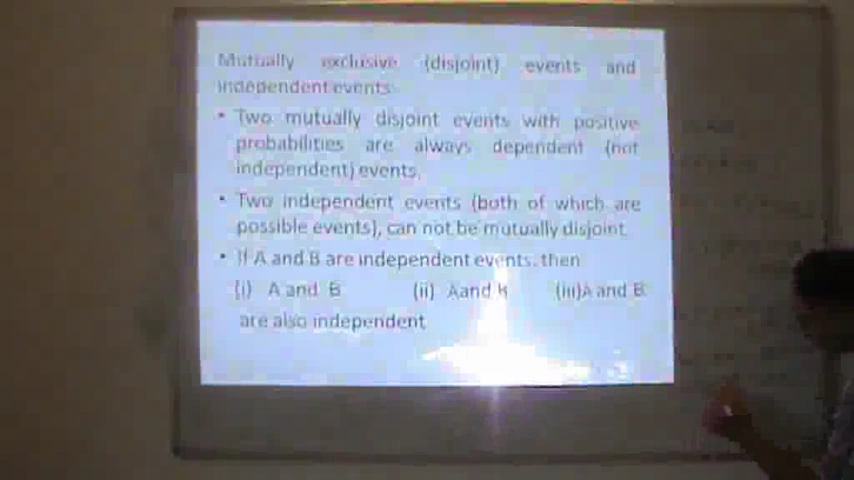 Mutually exclusive (disjoint) events and
independent events:
• Two mutually disjoint events with positive
probabilities are always dependent (not
independent) events.
• Two independent events (both of which are
possible events), can not be mutually disjoint.
• If A and B are independent events, then
(i) A and B (ii) Aand (iii)A and B
are also independent